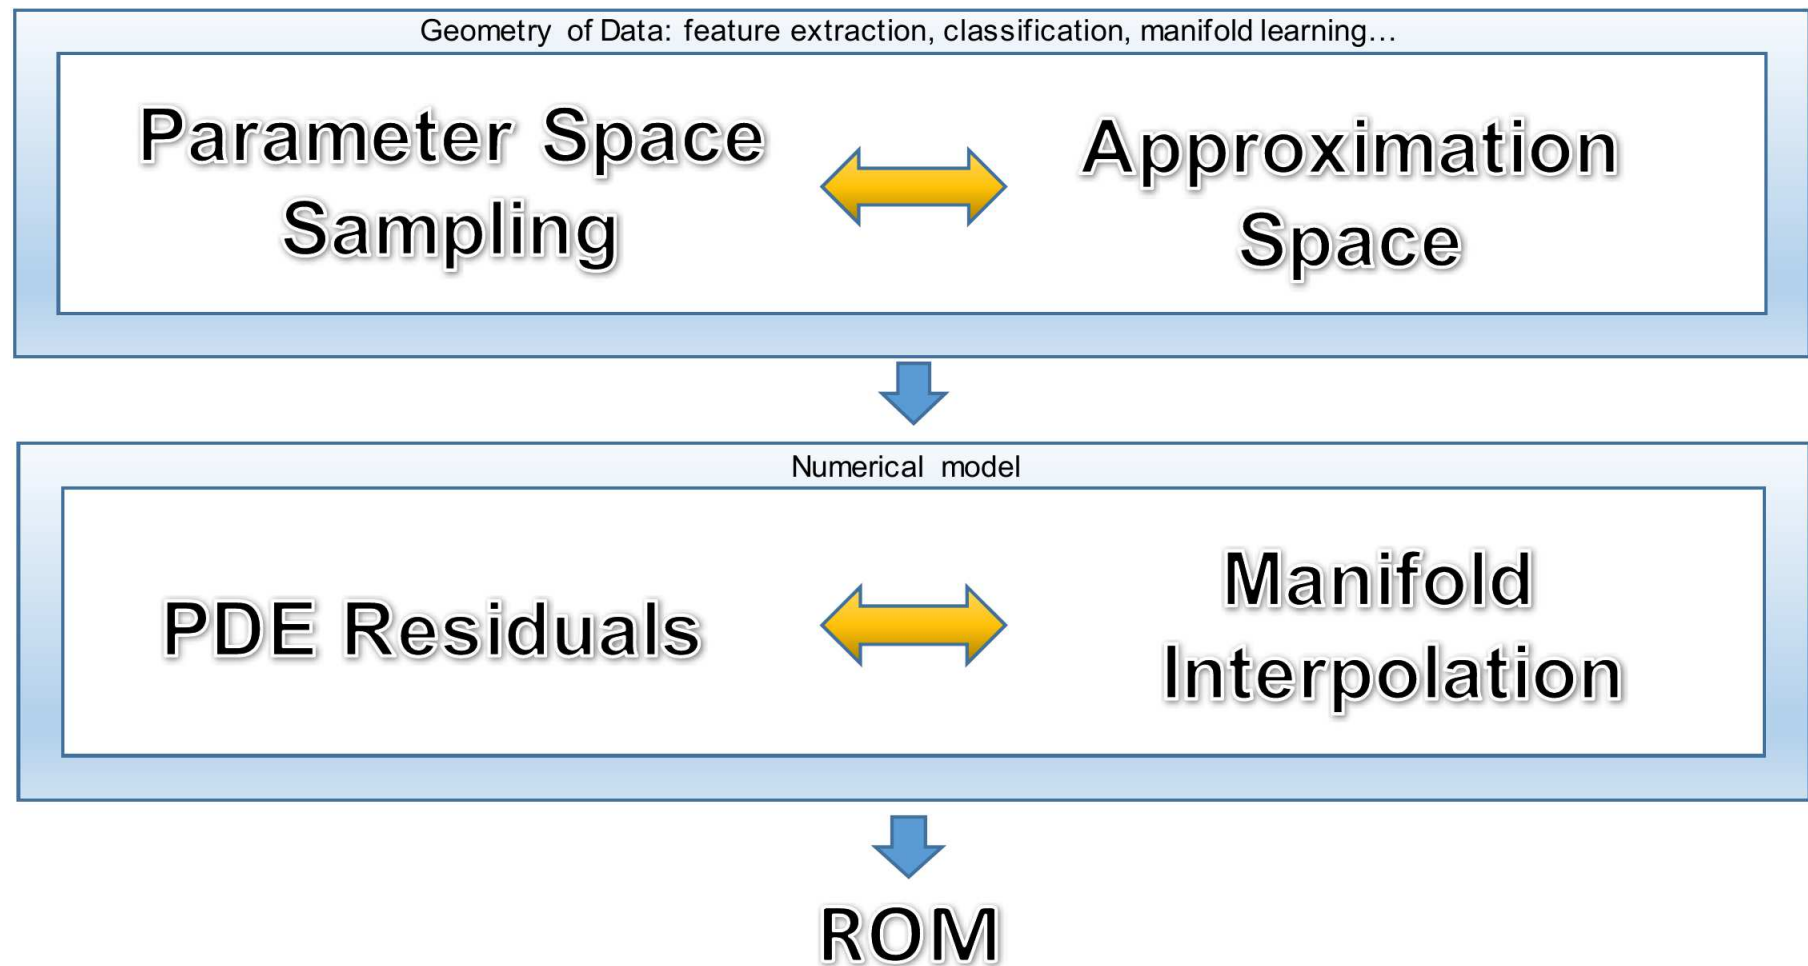 Geometry of Data: feature extraction, classification, manifold learning…
Parameter Space
Sampling
Approximation
Space
Numerical model
PDE Residuals
Manifold
Interpolation
ROM